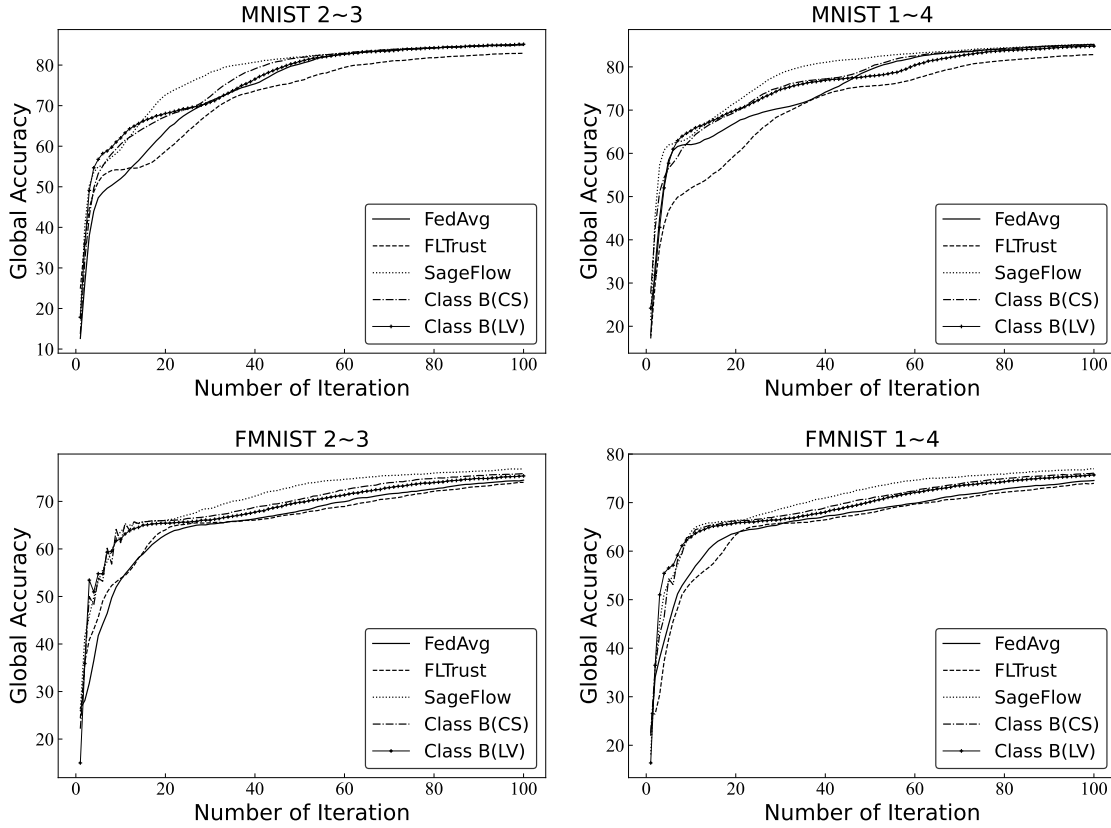 MNIST 2~3
Global Accuracy
80
70
60
50
40
30
20
10
0 20 40 60 80 100
Number of Iteration
FedAvg
FLTrust
SageFlow
Class B(CS)
Class B(LV)
MNIST 1~4
Global Accuracy
80
70
60
50
40
30
20
0 20 40 60 80 100
Number of Iteration
FedAvg
FLTrust
SageFlow
Class B(CS)
Class B(LV)
FMNIST 2~3
Global Accuracy
70
60
50
40
30
20
0 20 40 60 80 100
Number of Iteration
FedAvg
FLTrust
SageFlow
Class B(CS)
Class B(LV)
FMNIST 1~4
Global Accuracy
80
70
60
50
40
30
20
0 20 40 60 80 100
Number of Iteration
FedAvg
FLTrust
SageFlow
Class B(CS)
Class B(LV)